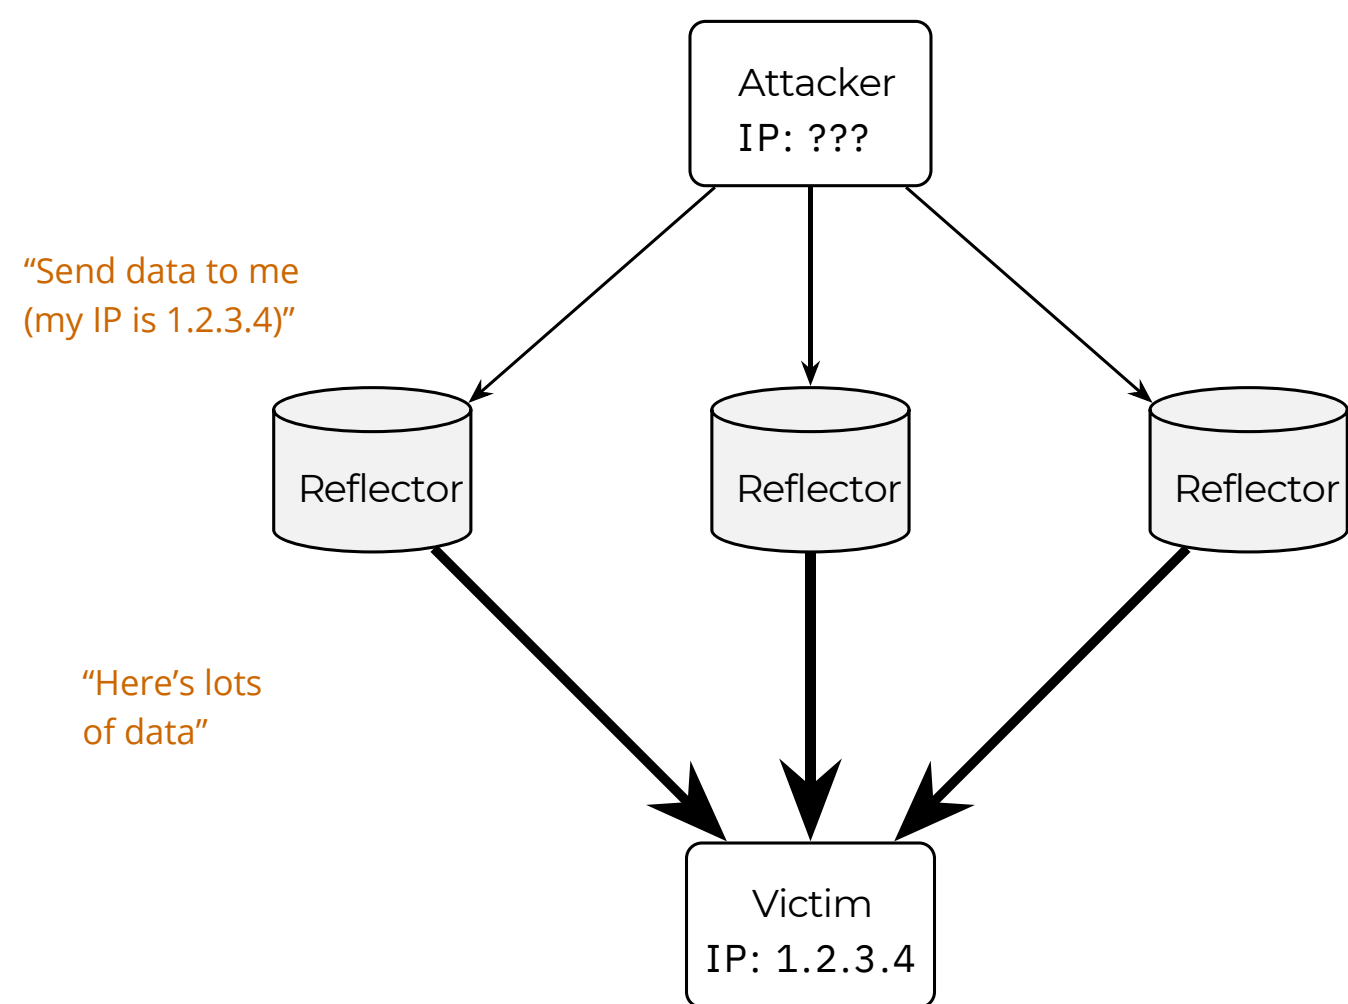 Attacker
IP: ???
“Send data to me
(my IP is 1.2.3.4)”
Reflector
Reflector
Reflector
“Here’s lots
of data”
Victim
IP: 1.2.3.4